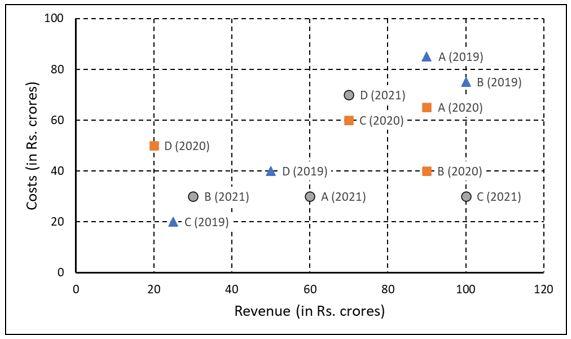 100
A (2019)
80
B (2019)
D (2021)
A (2020)
60
C (2020)
D (2020)
40
D (2019)
B (2020)
B (2021)
A (2021)
C (2021)
20
C (2019)
0
0 20 40 60 80 100 120
Costs (in Rs. crores)
Revenue (in Rs. crores)